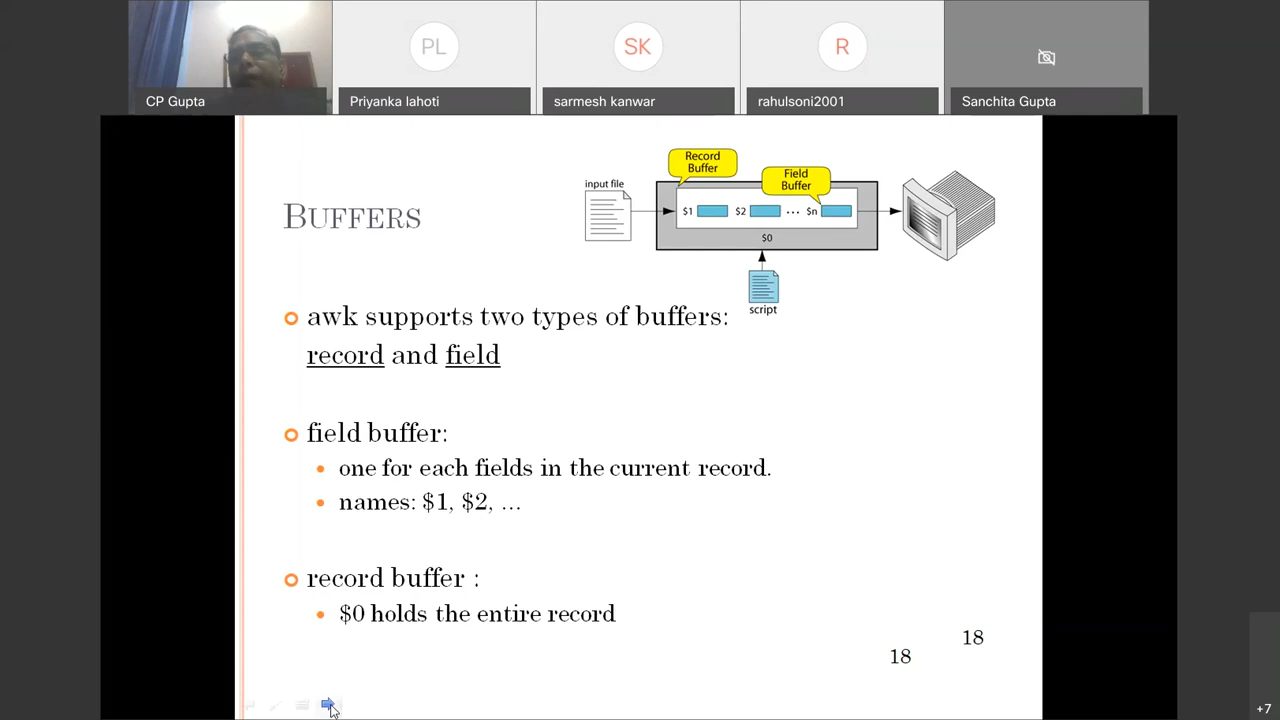 PL
SK
R
CP Gupta
Priyanka lahoti
sarmesh kanwar
rahulsoni2001
Sanchita Gupta
BUFFERS
input file
Record
Buffer
Field
Buffer
$1
$2
... $n
$0
script
awk supports two types of buffers:
record and field
field buffer:
one for each fields in the current record.
names: $1, $2, ...
record buffer :
$0 holds the entire record
18
18
+7